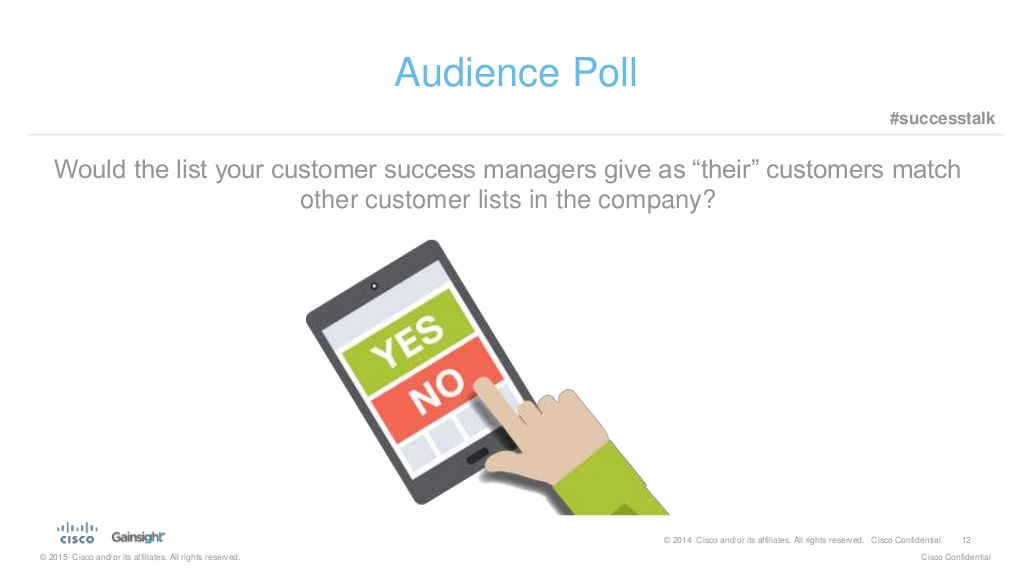 Audience Poll
#successtalk
Would the list your customer success managers give as “their” customers match
other customer lists in the company?
YES
NO
CISCO Gainsight
© 2014 Cisco and/or its affiliates. All rights reserved. Cisco Confidential 12
© 2015 Cisco and/or its affiliates. All rights reserved. Cisco Confidential